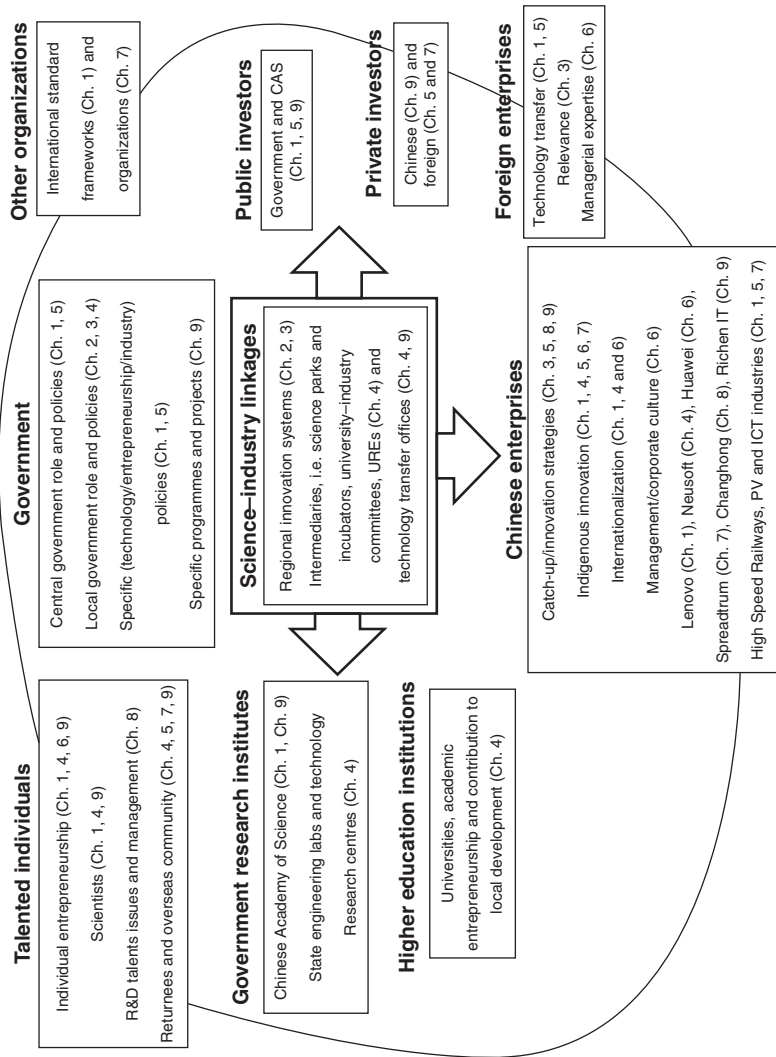 Talented individuals
Individual entrepreneurship (Ch. 1, 4, 6, 9)
Scientists (Ch. 1, 4, 9)
R&D talents issues and management (Ch. 8)
Returnees and overseas community (Ch. 4, 5, 7, 9)
Government
Central government role and policies (Ch. 1, 5)
Local government role and policies (Ch. 2, 3, 4)
Specific (technology/entrepreneurship/industry)
policies (Ch. 1, 5)
Specific programmes and projects (Ch. 9)
Other organizations
International standard
frameworks (Ch. 1) and
organizations (Ch. 7)
Government research institutes
Chinese Academy of Science (Ch. 1, Ch. 9)
State engineering labs and technology
Research centres (Ch. 4)
Science–industry linkages
Regional innovation systems (Ch. 2, 3)
Intermediaries, i.e. science parks and
incubators, university–industry
committees, UREs (Ch. 4) and
technology transfer offices (Ch. 4, 9)
Public investors
Government and CAS
(Ch. 1, 5, 9)
Private investors
Chinese (Ch. 9) and
foreign (Ch. 5 and 7)
Higher education institutions
Universities, academic
entrepreneurship and contribution to
local development (Ch. 4)
Chinese enterprises
Catch-up/innovation strategies (Ch. 3, 5, 8, 9)
Indigenous innovation (Ch. 1, 4, 5, 6, 7)
Internationalization (Ch. 1, 4 and 6)
Management/corporate culture (Ch. 6)
Lenovo (Ch. 1), Neusoft (Ch. 4), Huawei (Ch. 6),
Spreadtrum (Ch. 7), Changhong (Ch. 8), Richen IT (Ch. 9)
High Speed Railways, PV and ICT industries (Ch. 1, 5, 7)
Foreign enterprises
Technology transfer (Ch. 1, 5)
Relevance (Ch. 3)
Managerial expertise (Ch. 6)